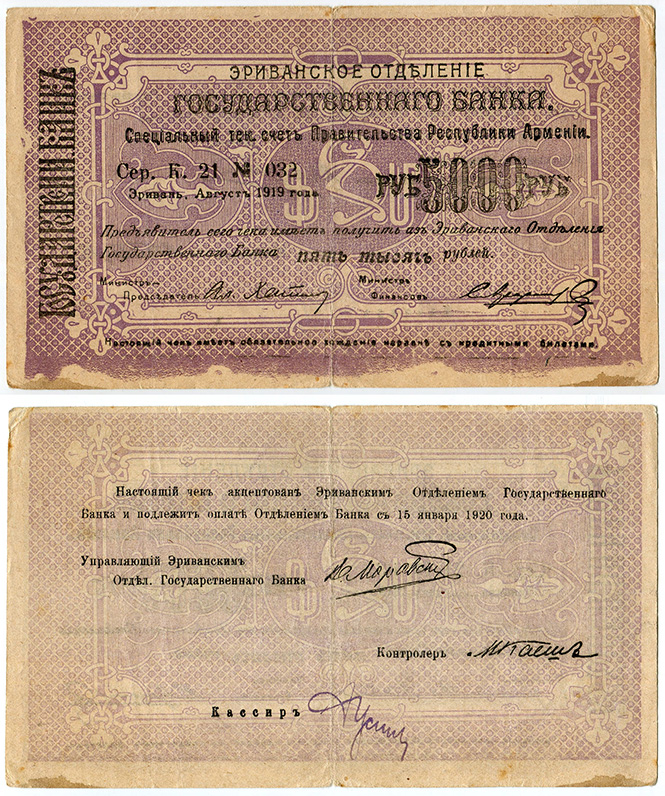 ЭРИВАНСКОЕ ОТДѢЛЕНІЕ
ГОСУДАРСТВЕННАГО БАНКА.
Спеціальный тек. счетъ Правительства Республики Арменіи.
Сер. К. 21 № 032
Эривань, Августъ 1919 года
РУБ 5000 РУБ
Предъявитель сего чека имѣетъ получить изъ Эриванскаго Отдѣленія
Государственнаго Банка пять тысячъ рублей.
Министръ-
Предсѣдатель Ал. Хатис
Министръ
Финансовъ
Настоящій чекъ имѣетъ обязательное хожденіе наравнѣ съ кредитными билетами.
Настоящій чекъ акцептованъ Эриванскимъ Отдѣленіемъ Государственнаго
Банка и подлежитъ оплатѣ Отдѣленіемъ Банка съ 15 января 1920 года.
Управляющій Эриванскимъ
Отдѣл. Государственнаго Банка
Контролеръ
Кассиръ